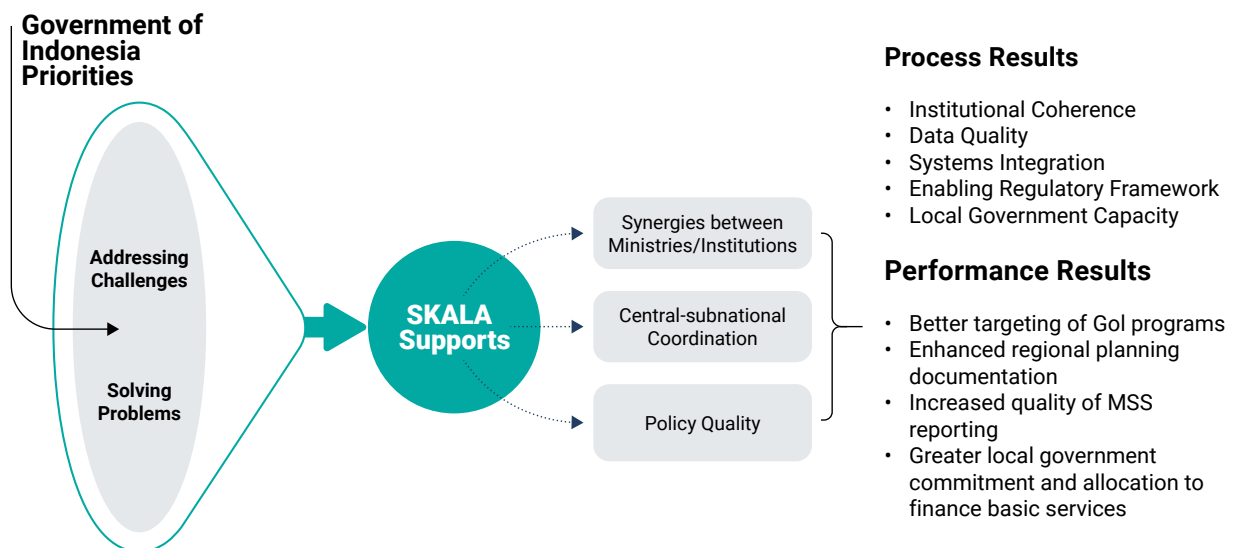 Government of
Indonesia
Priorities
Addressing
Challenges
Solving
Problems
SKALA
Supports
Synergies between
Ministries/Institutions
Central-subnational
Coordination
Policy Quality
Process Results
• Institutional Coherence
• Data Quality
• Systems Integration
• Enabling Regulatory Framework
• Local Government Capacity
Performance Results
• Better targeting of GoI programs
• Enhanced regional planning
documentation
• Increased quality of MSS
reporting
• Greater local government
commitment and allocation to
finance basic services